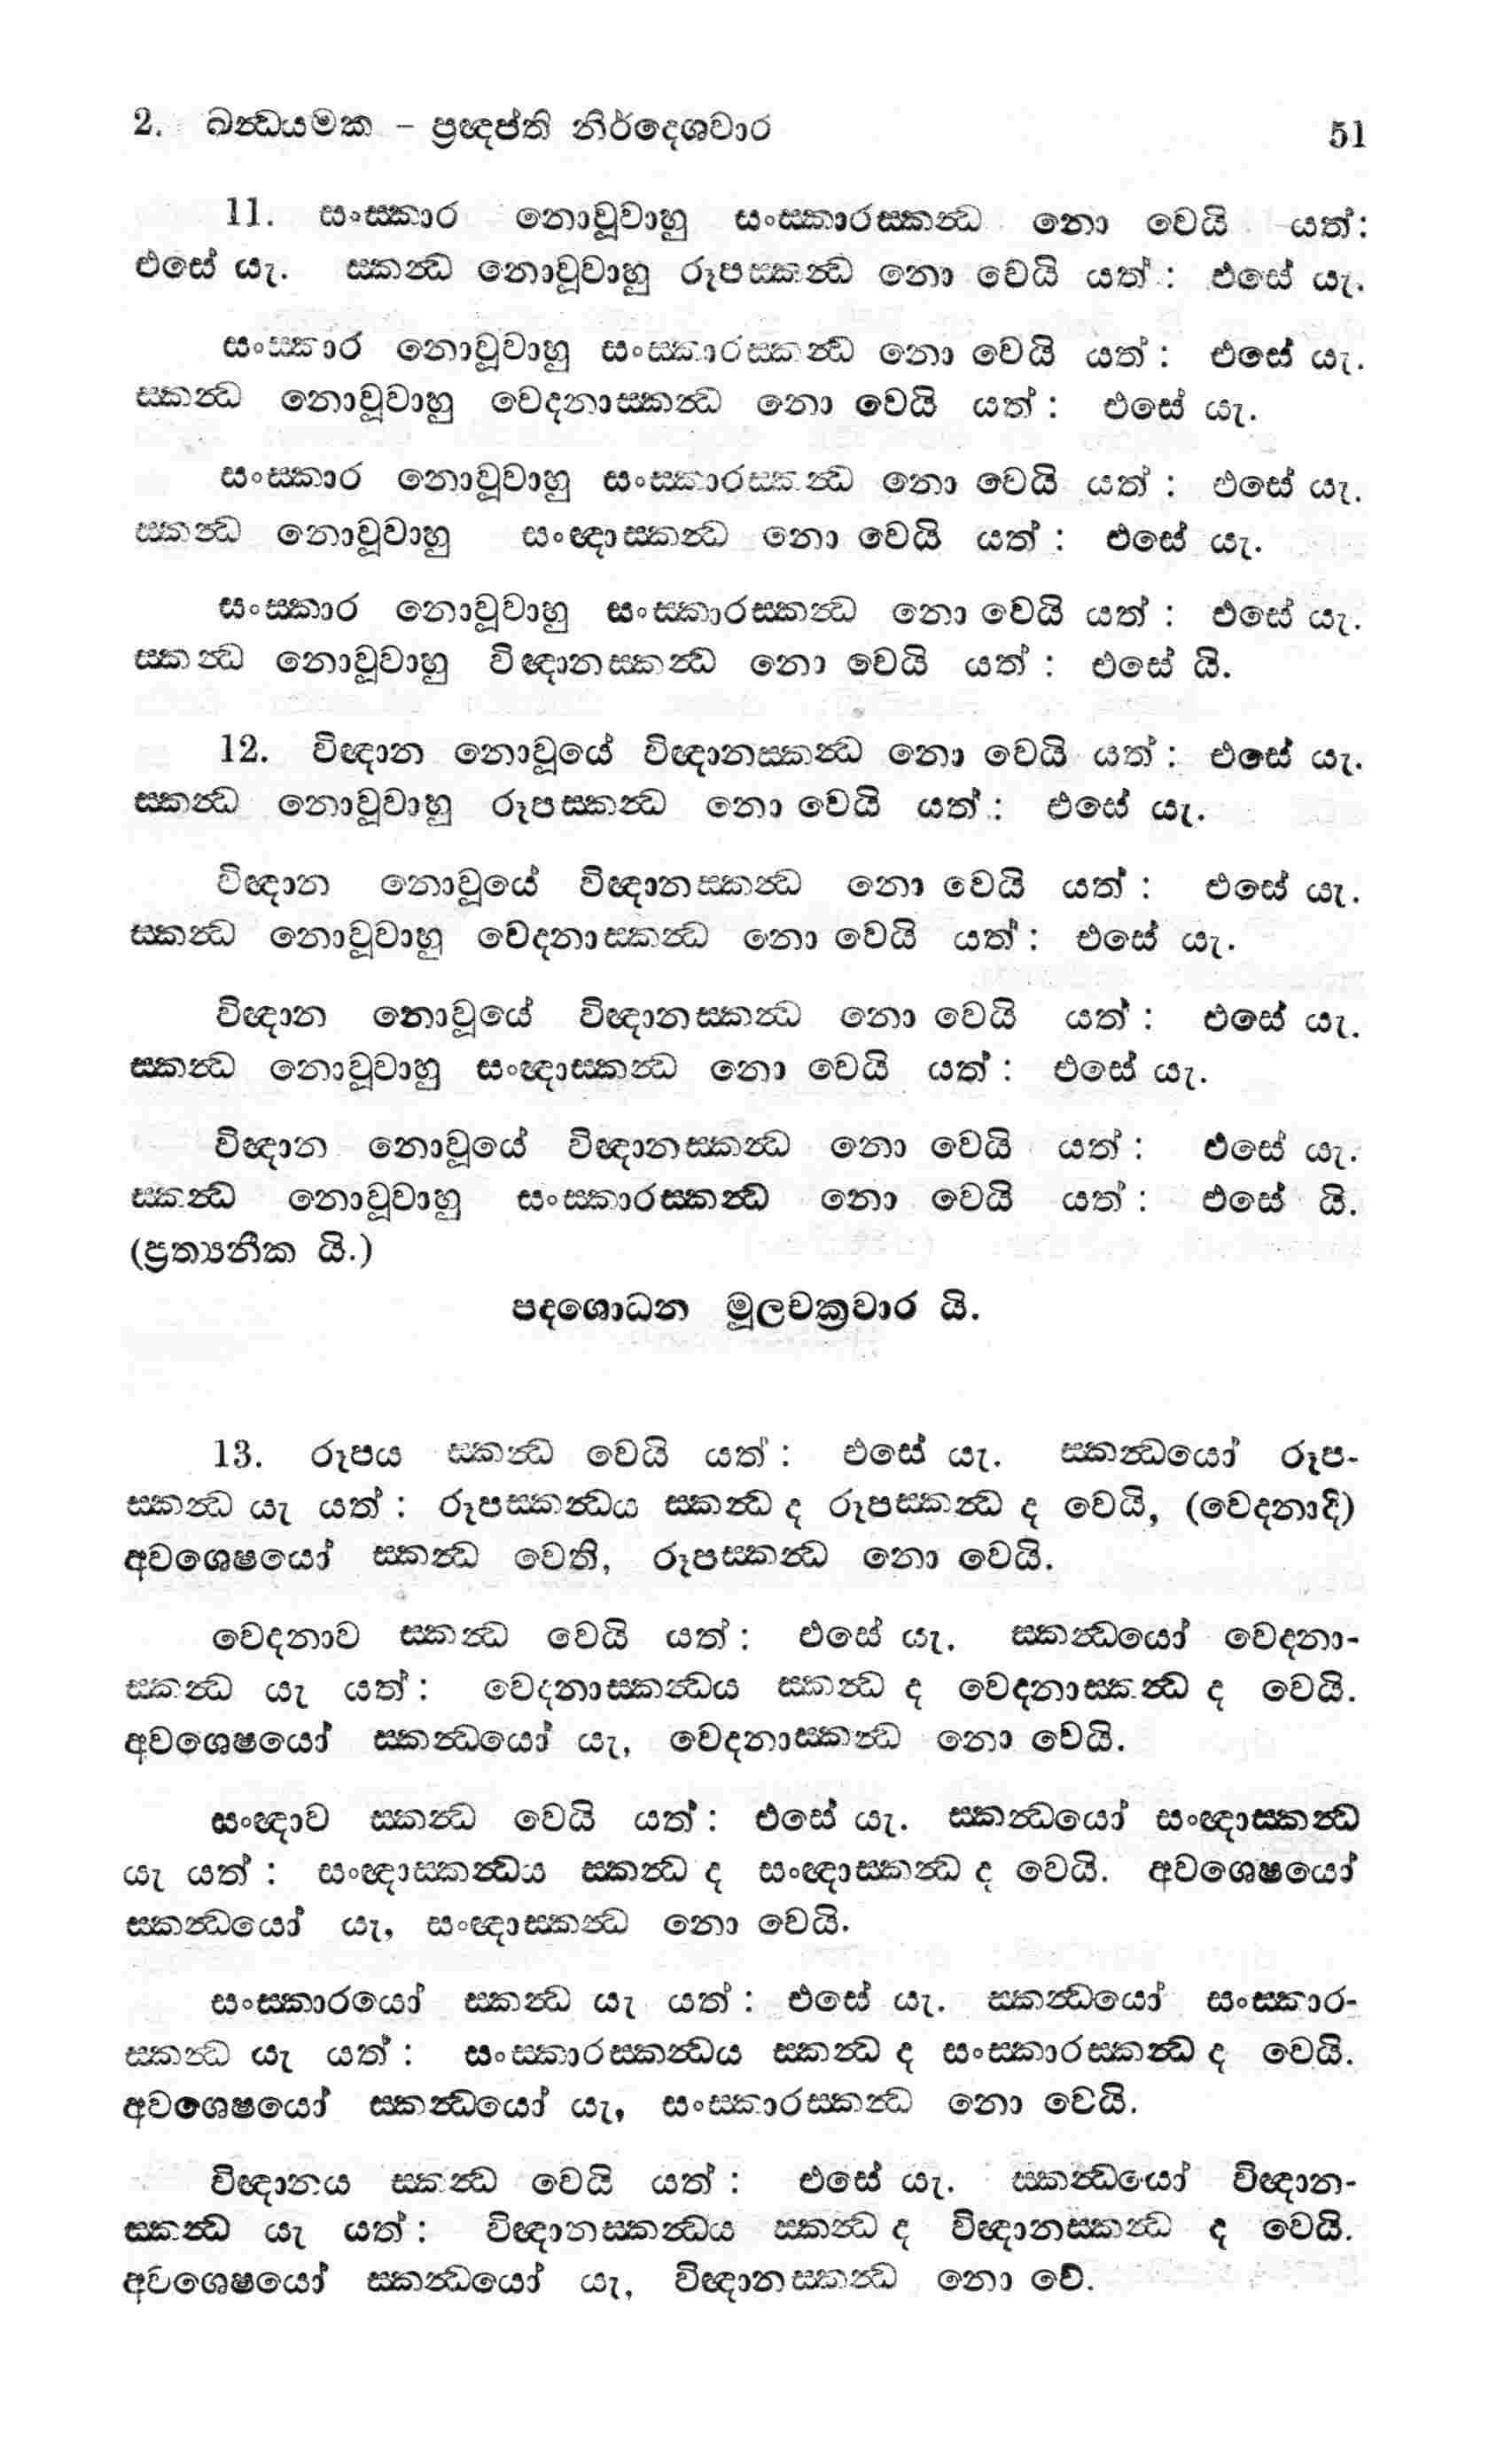 2. ඛන්‍ධයමක – ප්‍රඥප්ති නිර්දෙශවාර 51
11. සංස්කාර නොවූවාහු සංස්කාරස්කන්‍ධ නො වෙයි යත්:
එසේ යැ. ස්කන්‍ධ නොවූවාහු රූපස්කන්‍ධ නො වෙයි යත්: එසේ යැ.
සංස්කාර නොවූවාහු සංස්කාරස්කන්‍ධ නො වෙයි යත්: එසේ යැ.
ස්කන්‍ධ නොවූවාහු වේදනාස්කන්‍ධ නො වෙයි යත්: එසේ යැ.
සංස්කාර නොවූවාහු සංස්කාරස්කන්‍ධ නො වෙයි යත්: එසේ යැ.
ස්කන්‍ධ නොවූවාහු සංඥාස්කන්‍ධ නො වෙයි යත්: එසේ යැ.
සංස්කාර නොවූවාහු සංස්කාරස්කන්‍ධ නො වෙයි යත්: එසේ යැ.
ස්කන්‍ධ නොවූවාහු විඥානස්කන්‍ධ නො වෙයි යත්: එසේ යි.
12. විඥාන නොවූයේ විඥානස්කන්‍ධ නො වෙයි යත්: එසේ යැ.
ස්කන්‍ධ නොවූවාහු රූපස්කන්‍ධ නො වෙයි යත්: එසේ යැ.
විඥාන නොවූයේ විඥානස්කන්‍ධ නො වෙයි යත්: එසේ යැ.
ස්කන්‍ධ නොවූවාහු වෙදනාස්කන්‍ධ නො වෙයි යත්: එසේ යැ.
විඥාන නොවූයේ විඥානස්කන්‍ධ නො වෙයි යත්: එසේ යැ.
ස්කන්‍ධ නොවූවාහු සංඥාස්කන්‍ධ නො වෙයි යත්: එසේ යැ.
විඥාන නොවූයේ විඥානස්කන්‍ධ නො වෙයි යත්: එසේ යැ.
ස්කන්‍ධ නොවූවාහු සංස්කාරස්කන්‍ධ නො වෙයි යත්: එසේ යි.
(ප්‍රත්‍යනීක යි.)
පදශොධන මූලචක්‍රවාර යි.
13. රූපය ස්කන්‍ධ වෙයි යත්: එසේ යැ. ස්කන්‍ධයෝ රූප-
ස්කන්‍ධ යැ යත්: රූපස්කන්‍ධය ස්කන්‍ධ ද රූපස්කන්‍ධ ද වෙයි, (වෙදනාදි)
අවශෙෂයෝ ස්කන්‍ධ වෙති, රූපස්කන්‍ධ නො වෙයි.
වෙදනාව ස්කන්‍ධ වෙයි යත්: එසේ යැ. ස්කන්‍ධයෝ වෙදනා-
ස්කන්‍ධ යැ යත්: වෙදනාස්කන්‍ධය ස්කන්‍ධ ද වෙදනාස්කන්‍ධ ද වෙයි.
අවශෙෂයෝ ස්කන්‍ධයෝ යැ, වෙදනාස්කන්‍ධ නො වෙයි.
සංඥාව ස්කන්‍ධ වෙයි යත්: එසේ යැ. ස්කන්‍ධයෝ සංඥාස්කන්‍ධ
යැ යත්: සංඥාස්කන්‍ධය ස්කන්‍ධ ද සංඥාස්කන්‍ධ ද වෙයි. අවශෙෂයෝ
ස්කන්‍ධයෝ යැ, සංඥාස්කන්‍ධ නො වෙයි.
සංස්කාරයෝ ස්කන්‍ධ යැ යත්: එසේ යැ. ස්කන්‍ධයෝ සංස්කාර-
ස්කන්‍ධ යැ යත්: සංස්කාරස්කන්‍ධය ස්කන්‍ධ ද සංස්කාරස්කන්‍ධ ද වෙයි.
අවශෙෂයෝ ස්කන්‍ධයෝ යැ, සංස්කාරස්කන්‍ධ නො වෙයි.
විඥානය ස්කන්‍ධ වෙයි යත්: එසේ යැ. ස්කන්‍ධයෝ විඥාන-
ස්කන්‍ධ යැ යත්: විඥානස්කන්‍ධය ස්කන්‍ධ ද විඥානස්කන්‍ධ ද වෙයි.
අවශෙෂයෝ ස්කන්‍ධයෝ යැ, විඥානස්කන්‍ධ නො වේ.